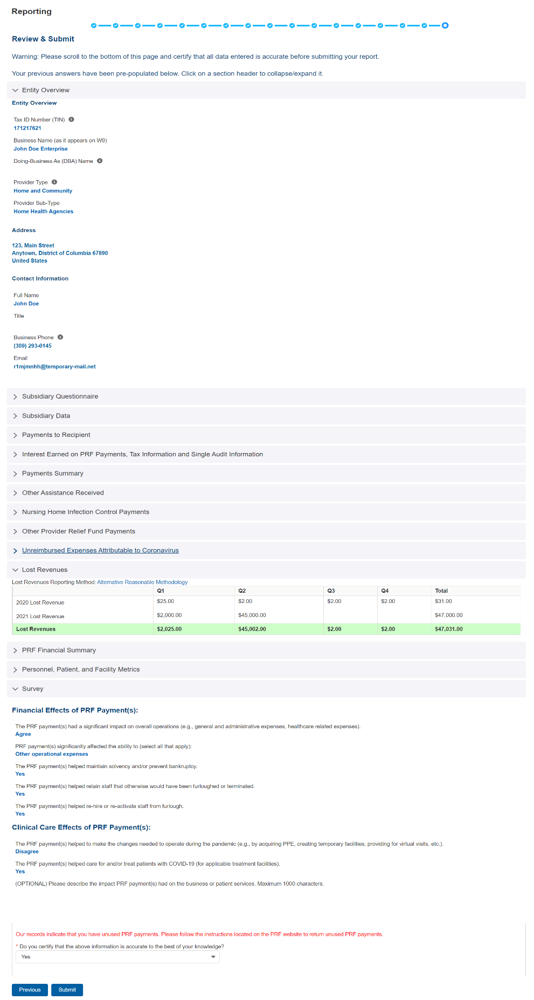 Reporting
Review & Submit
Warning: Please scroll to the bottom of this page and certify that all data entered is accurate before submitting your report.
Your previous answers have been pre-populated below. Click on a section header to collapse/expand it.
Entity Overview
Entity Overview
Tax ID Number (TIN)
171217621
Business Name (as it appears on W9)
John Doe Enterprise
Doing-Business As (DBA) Name
Provider Type
Home and Community
Provider Sub-Type
Home Health Agencies
Address
123, Main Street
Anytown, District of Columbia 67890
United States
Contact Information
Full Name
John Doe
Title
Business Phone
(309) 293-0145
Email
r1mjmnhh@temporary-mail.net
Subsidiary Questionnaire
Subsidiary Data
Payments to Recipient
Interest Earned on PRF Payments, Tax Information and Single Audit Information
Payments Summary
Other Assistance Received
Nursing Home Infection Control Payments
Other Provider Relief Fund Payments
Unreimbursed Expenses Attributable to Coronavirus
Lost Revenues
Lost Revenues Reporting Method: Alternative Reasonable Methodology
Q1 Q2 Q3 Q4 Total
2020 Lost Revenue $25.00 $2.00 $2.00 $2.00 $31.00
2021 Lost Revenue $2,000.00 $45,000.00 $47,000.00
Lost Revenues $2,025.00 $45,002.00 $2.00 $2.00 $47,031.00
PRF Financial Summary
Personnel, Patient, and Facility Metrics
Survey
Financial Effects of PRF Payment(s):
The PRF payment(s) had a significant impact on overall operations (e.g., general and administrative expenses, healthcare related expenses).
Agree
PRF payment(s) significantly affected the ability to (select all that apply):
Other operational expenses
The PRF payment(s) helped maintain solvency and/or prevent bankruptcy.
Yes
The PRF payment(s) helped retain staff that otherwise would have been furloughed or terminated.
Yes
The PRF payment(s) helped re-hire or re-activate staff from furlough.
Yes
Clinical Care Effects of PRF Payment(s):
The PRF payment(s) helped to make the changes needed to operate during the pandemic (e.g., by acquiring PPE, creating temporary facilities, providing for virtual visits, etc.).
Disagree
The PRF payment(s) helped care for and/or treat patients with COVID-19 (for applicable treatment facilities).
Yes
(OPTIONAL) Please describe the impact PRF payment(s) had on the business or patient services. Maximum 1000 characters.
Our records indicate that you have unused PRF payments. Please follow the instructions located on the PRF website to return unused PRF payments.
* Do you certify that the above information is accurate to the best of your knowledge?
Yes
Previous Submit